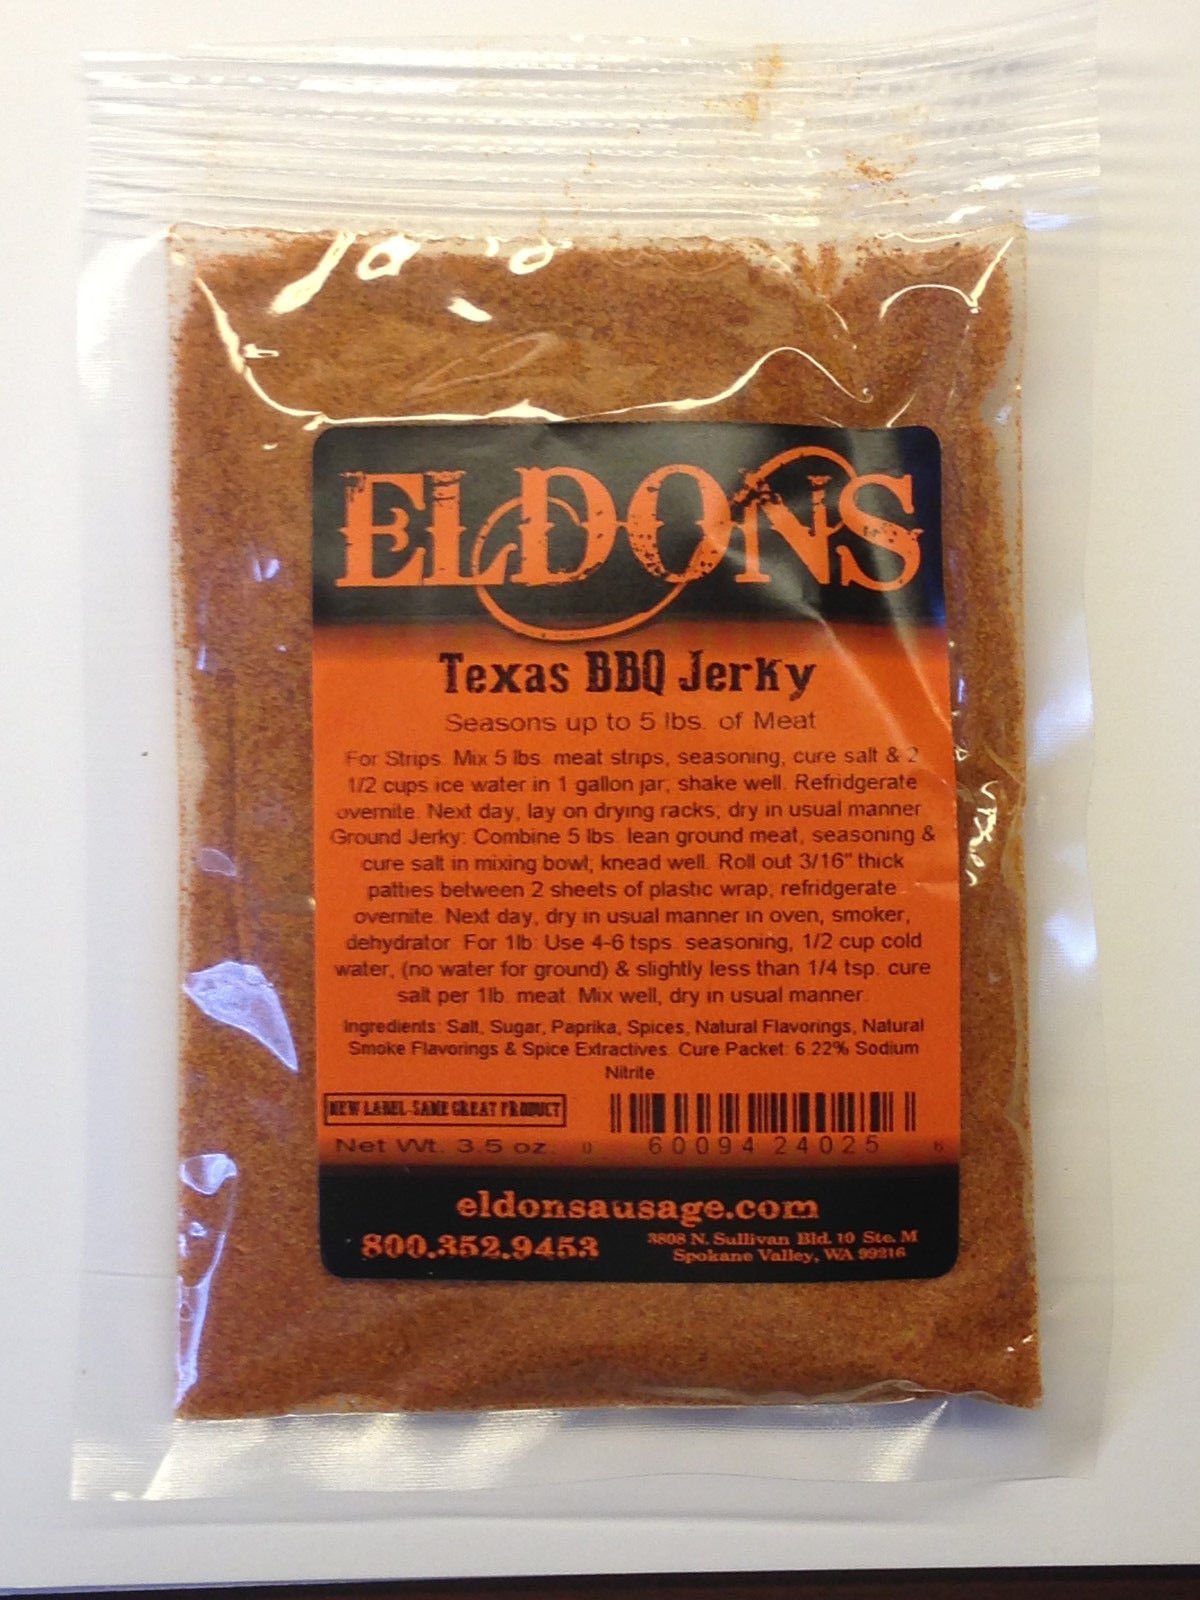 ELDONS
Texas BBQ Jerky
Seasons up to 5 lbs. of Meat
For Strips. Mix 5 lbs. meat strips, seasoning, cure salt & 2
1/2 cups ice water in 1 gallon jar; shake well. Refridgerate
overnite. Next day, lay on drying racks; dry in usual manner
Ground Jerky: Combine 5 lbs. lean ground meat, seasoning &
cure salt in mixing bowl; knead well. Roll out 3/16" thick
patties between 2 sheets of plastic wrap; refridgerate
overnite. Next day, dry in usual manner in oven, smoker,
dehydrator. For 1lb: Use 4-6 tsps. seasoning, 1/2 cup cold
water, (no water for ground) & slightly less than 1/4 tsp. cure
salt per 1lb. meat. Mix well, dry in usual manner.
Ingredients: Salt, Sugar, Paprika, Spices, Natural Flavorings, Natural
Smoke Flavorings & Spice Extractives. Cure Packet: 6.22% Sodium
Nitrite.
NEW LABEL-SAME GREAT PRODUCT
Net Wt. 3.5 oz.
0 60094 24025 6
eldonsausage.com
800.352.9453
3808 N. Sullivan Bld. 10 Ste. M
Spokane Valley, WA 99216